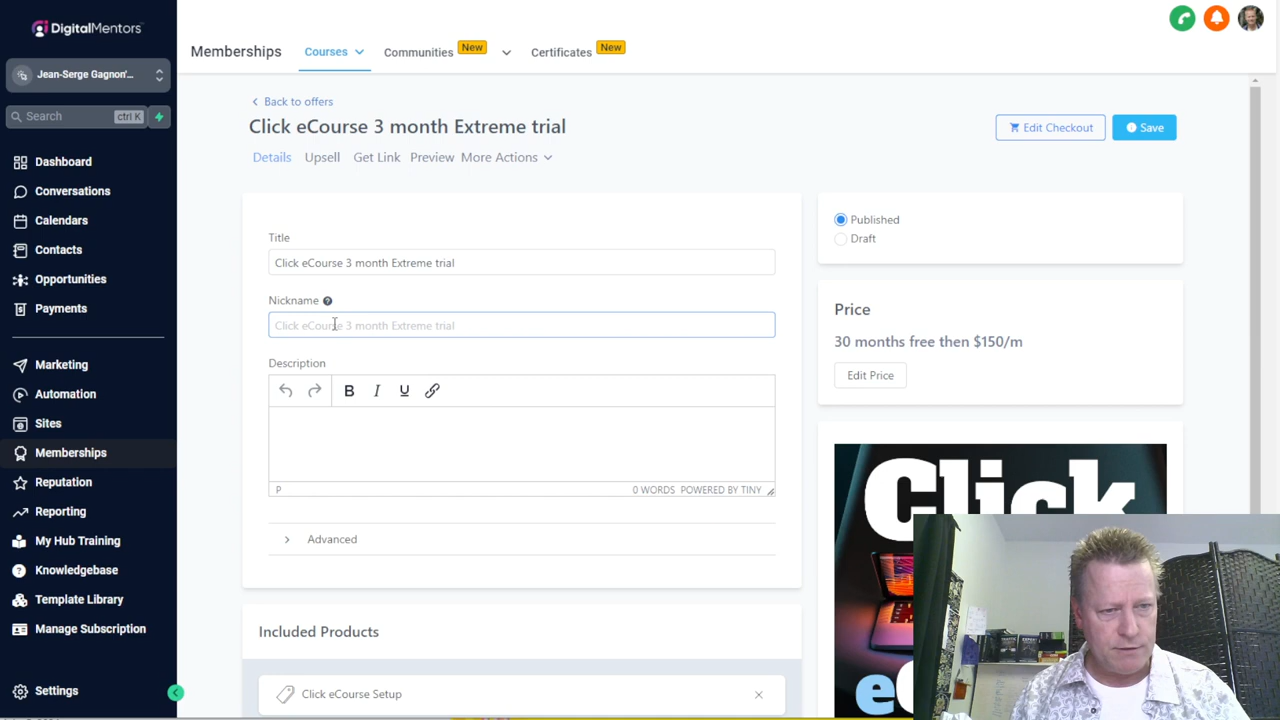 DigitalMentors
Jean-Serge Gagnon'...
Search
ctrl K
Dashboard
Conversations
Calendars
Contacts
Opportunities
Payments
Marketing
Automation
Sites
Memberships
Reputation
Reporting
My Hub Training
Knowledgebase
Template Library
Manage Subscription
Settings
Memberships
Courses
Communities
New
Certificates
New
Back to offers
Click eCourse 3 month Extreme trial
Edit Checkout
Save
Details
Upsell
Get Link
Preview
More Actions
Title
Click eCourse 3 month Extreme trial
Nickname
Click eCourse 3 month Extreme trial
Description
B I U
P
0 WORDS POWERED BY TINY
Advanced
Included Products
Click eCourse Setup
Published
Draft
Price
30 months free then $150/m
Edit Price
Click